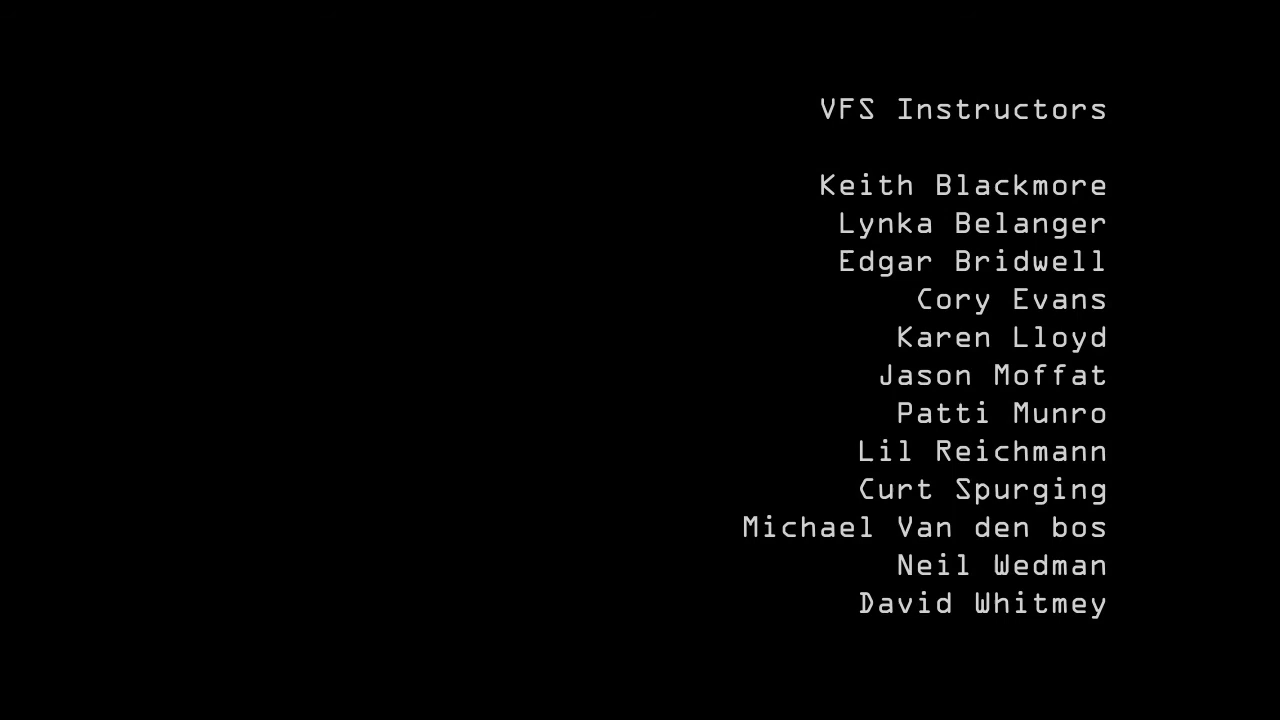 VFS Instructors
Keith Blackmore
Lynka Belanger
Edgar Bridwell
Cory Evans
Karen Lloyd
Jason Moffat
Patti Munro
Lil Reichmann
Curt Spurging
Michael Van den bos
Neil Wedman
David Whitmey